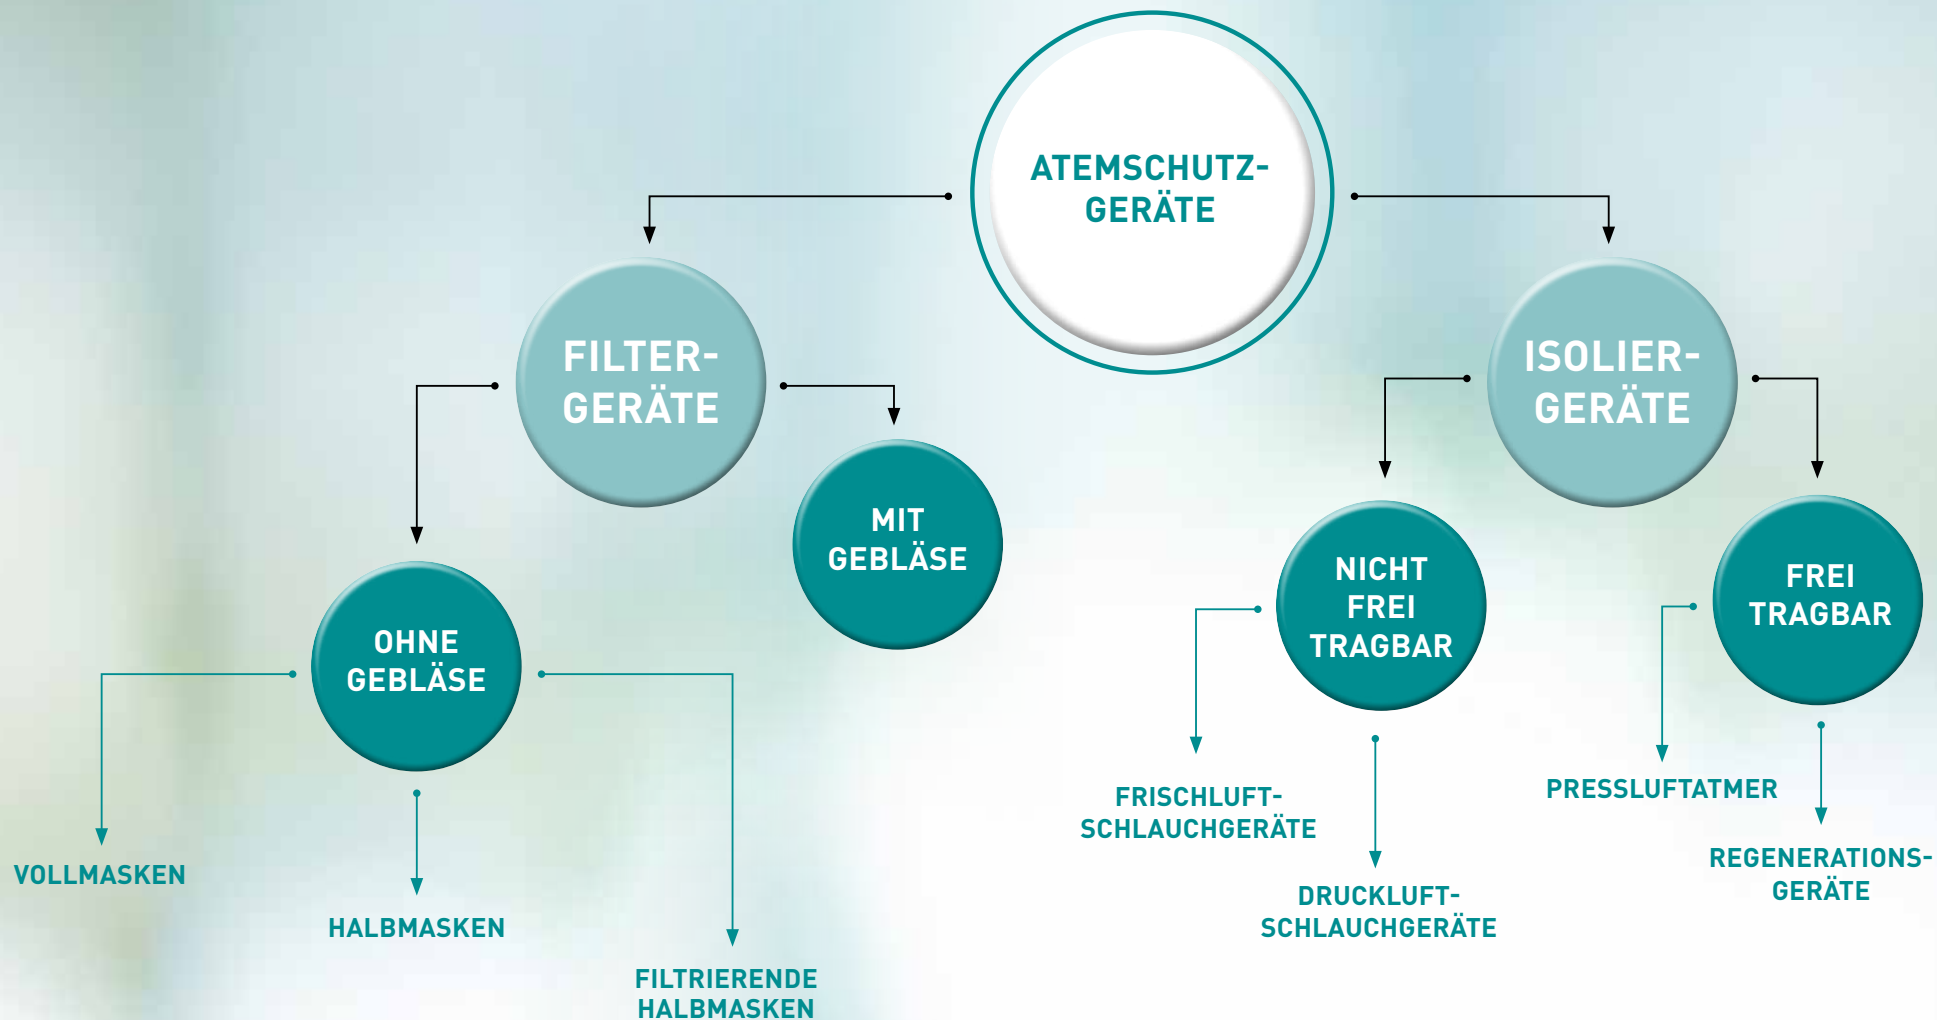 ATEMSCHUTZ-
GERÄTE
FILTER-
GERÄTE
ISOLIER-
GERÄTE
MIT
GEBLÄSE
OHNE
GEBLÄSE
NICHT
FREI
TRAGBAR
FREI
TRAGBAR
VOLLMASKEN
HALBMASKEN
FILTRIERENDE
HALBMASKEN
FRISCHLUFT-
SCHLAUCHGERÄTE
DRUCKLUFT-
SCHLAUCHGERÄTE
PRESSLUFTATMER
REGENERATIONS-
GERÄTE